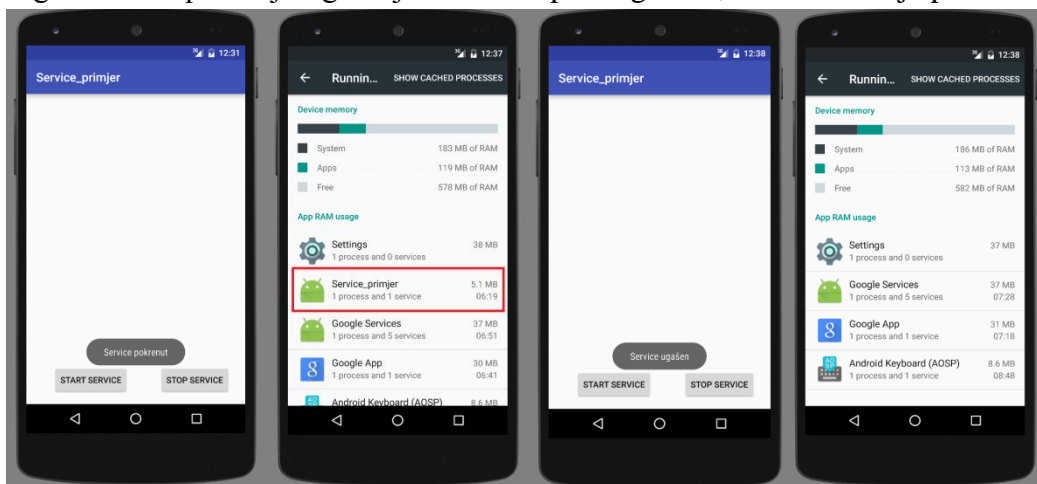 12:31
Service_primjer
Service pokrenut
START SERVICE
STOP SERVICE
12:37
Runnin...
SHOW CACHED PROCESSES
Device memory
System
183 MB of RAM
Apps
119 MB of RAM
Free
578 MB of RAM
App RAM usage
Settings
38 MB
1 process and 0 services
Service_primjer
5.1 MB
1 process and 1 service
06:19
Google Services
37 MB
1 process and 5 services
06:51
Google App
30 MB
1 process and 1 service
06:41
Android Keyboard (AOSP)
8.6 MB
12:38
Service_primjer
Service ugašen
START SERVICE
STOP SERVICE
12:38
Runnin...
SHOW CACHED PROCESSES
Device memory
System
186 MB of RAM
Apps
113 MB of RAM
Free
582 MB of RAM
App RAM usage
Settings
37 MB
1 process and 0 services
Google Services
37 MB
1 process and 5 services
07:28
Google App
31 MB
1 process and 1 service
07:18
Android Keyboard (AOSP)
8.6 MB
1 process and 1 service
08:48